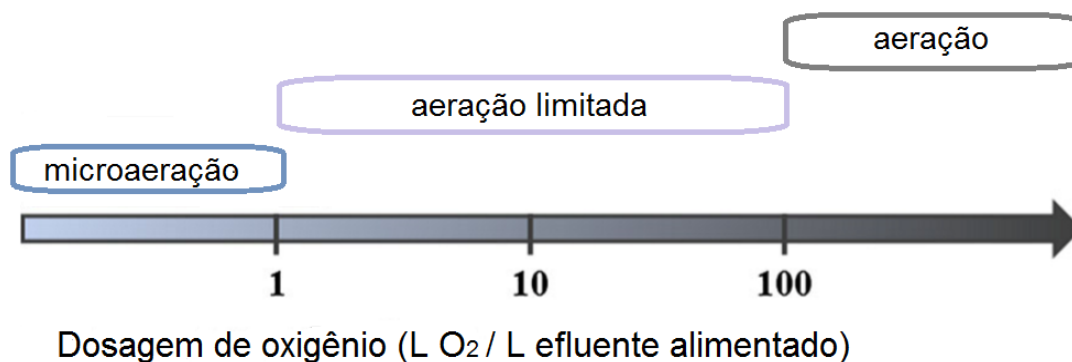 aeração
aeração limitada
microaeração
1 10 100
Dosagem de oxigênio (L O₂ / L efluente alimentado)